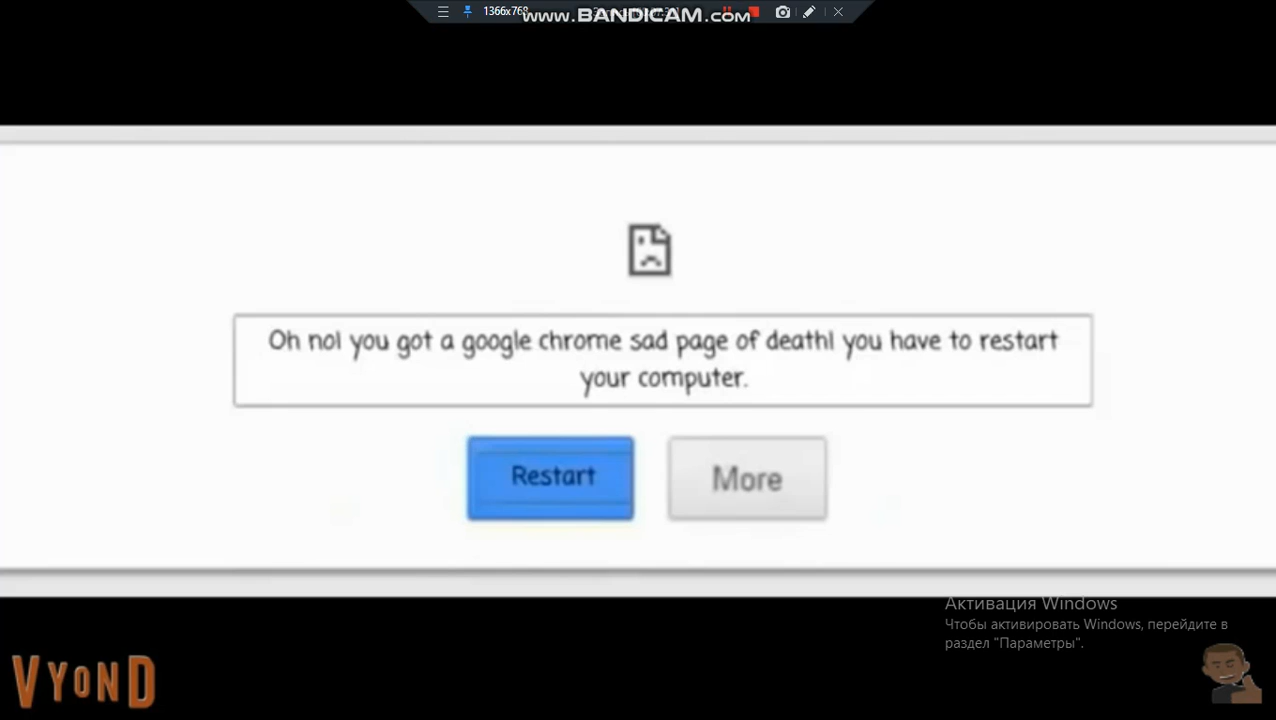 1366x768
www.BANDICAM.com
Oh no! you got a google chrome sad page of death! you have to restart
your computer.
Restart
More
Активация Windows
Чтобы активировать Windows, перейдите в
раздел "Параметры".
VYOND